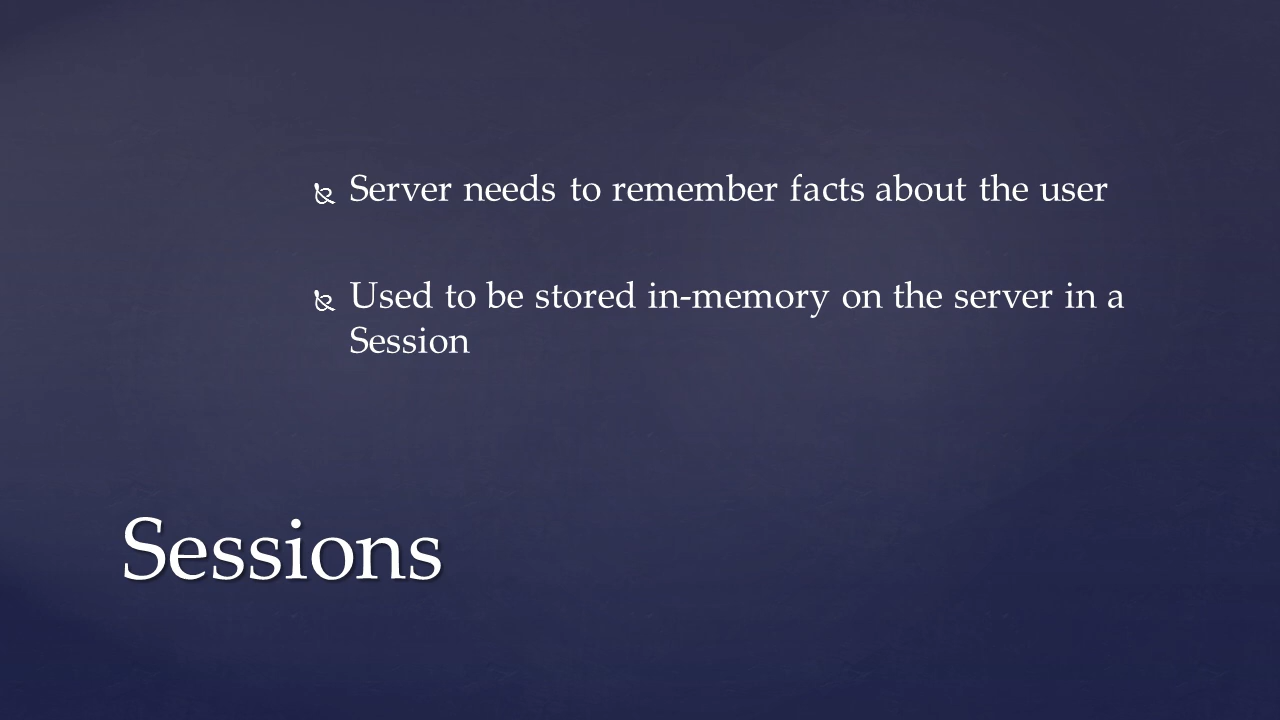 Server needs to remember facts about the user
Used to be stored in-memory on the server in a
Session
Sessions